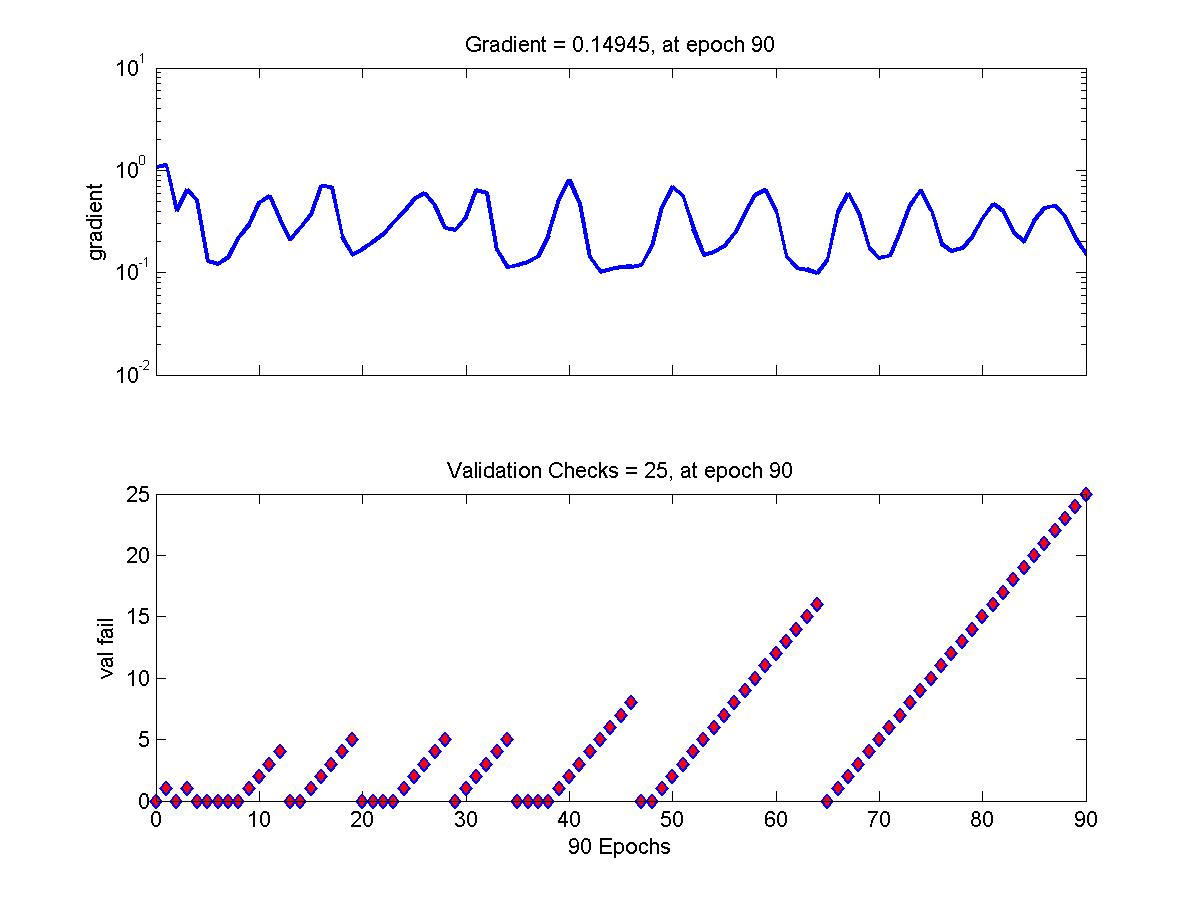 Gradient = 0.14945, at epoch 90
10^1
10^0
10^-1
10^-2
gradient
Validation Checks = 25, at epoch 90
25
20
15
10
5
0
val fail
0 10 20 30 40 50 60 70 80 90
90 Epochs